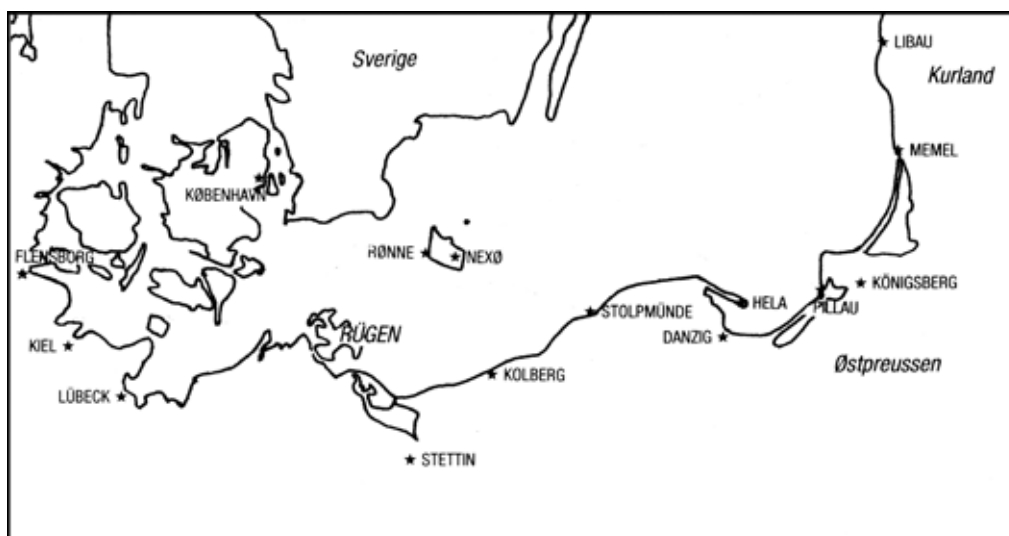 LIBAU
Sverige
Kurland
MEMEL
KØBENHAVN
RØNNE
NEXØ
FLENSBORG
KÖNIGSBERG
HELA
PILLAU
STOLPMÜNDE
RÜGEN
DANZIG
KIEL
Østpreussen
KOLBERG
LÜBECK
STETTIN